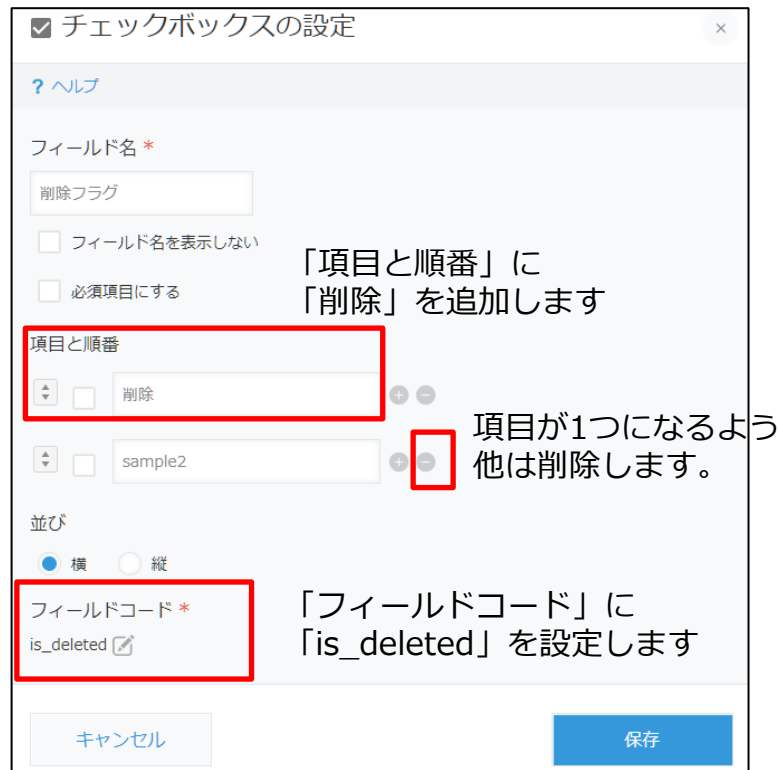 チェックボックスの設定
×
? ヘルプ
フィールド名 *
削除フラグ
フィールド名を表示しない
必須項目にする
「項目と順番」に
「削除」を追加します
項目と順番
削除
sample2
項目が1つになるよう
他は削除します。
並び
横 縦
フィールドコード *
is_deleted
「フィールドコード」に
「is_deleted」を設定します
キャンセル
保存